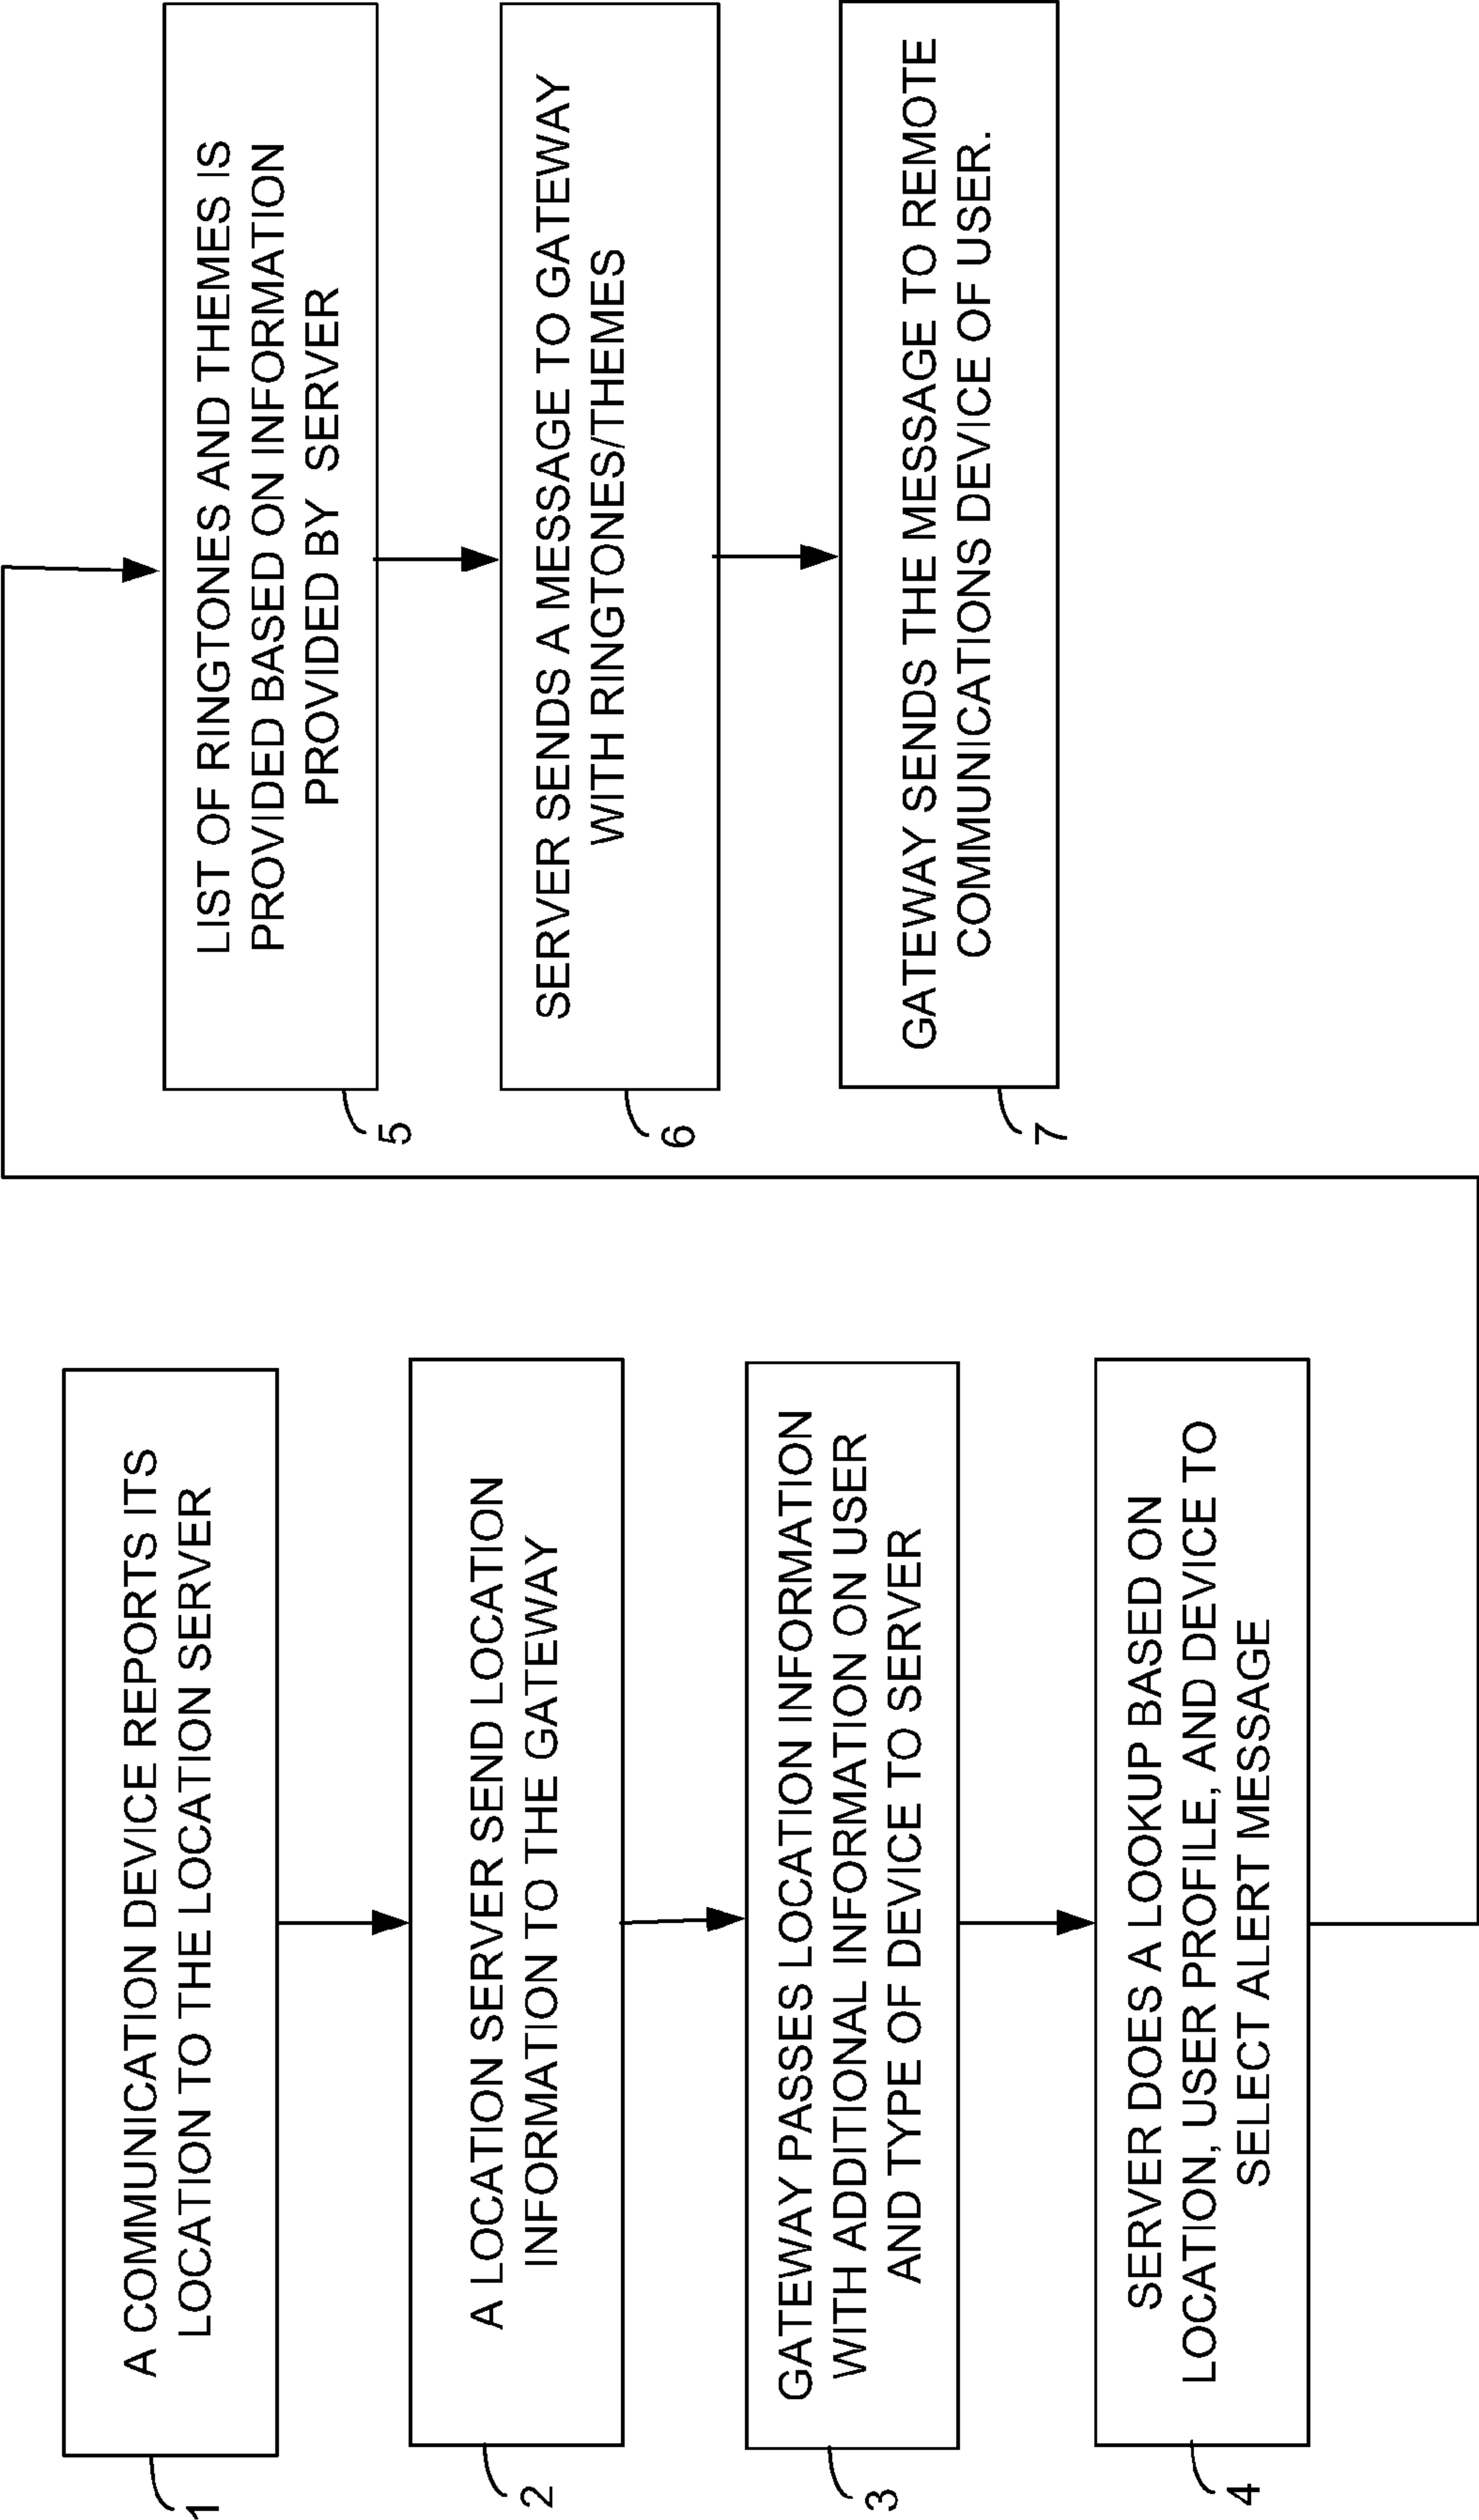 A COMMUNICATION DEVICE REPORTS ITS
LOCATION TO THE LOCATION SERVER
1
A LOCATION SERVER SEND LOCATION
INFORMATION TO THE GATEWAY
2
GATEWAY PASSES LOCATION INFORMATION
WITH ADDITIONAL INFORMATION ON USER
AND TYPE OF DEVICE TO SERVER
3
SERVER DOES A LOOKUP BASED ON
LOCATION, USER PROFILE, AND DEVICE TO
SELECT ALERT MESSAGE
4
LIST OF RINGTONES AND THEMES IS
PROVIDED BASED ON INFORMATION
PROVIDED BY SERVER
5
SERVER SENDS A MESSAGE TO GATEWAY
WITH RINGTONES/THEMES
6
GATEWAY SENDS THE MESSAGE TO REMOTE
COMMUNICATIONS DEVICE OF USER.
7